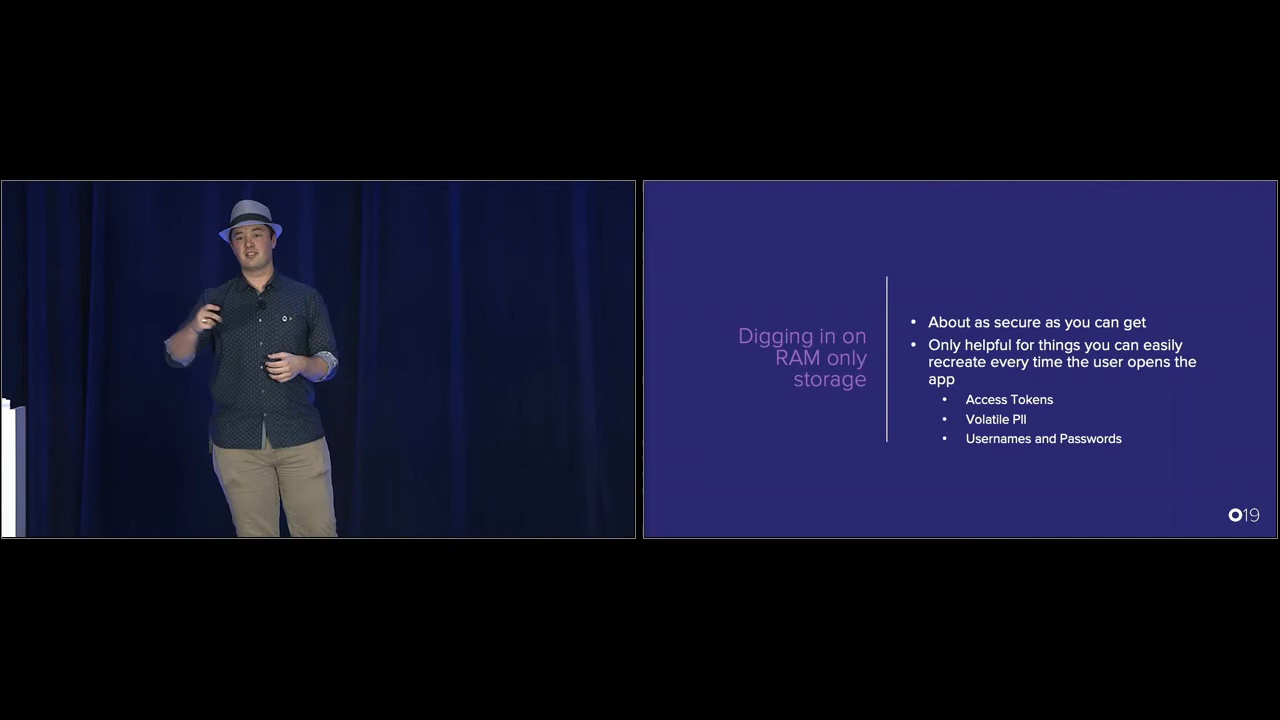 Digging in on
RAM only
storage
• About as secure as you can get
• Only helpful for things you can easily
recreate every time the user opens the
app
• Access Tokens
• Volatile PII
• Usernames and Passwords
O19